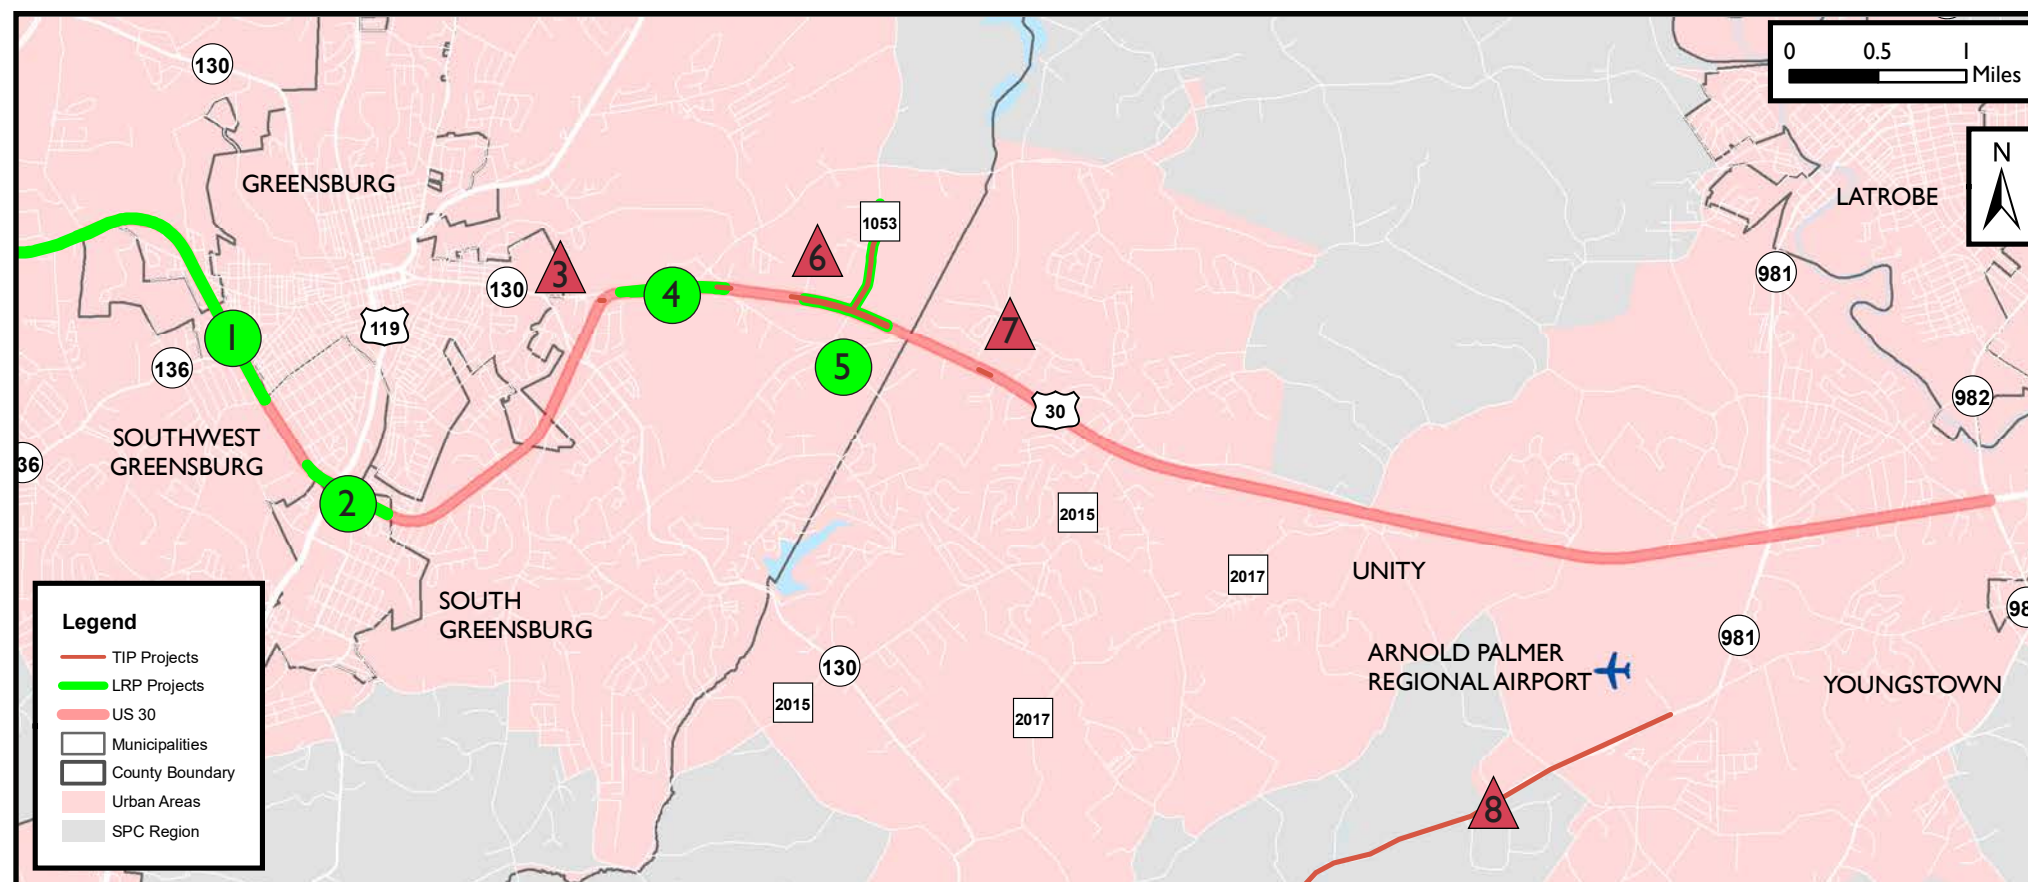 0 0.5 1
Miles
N
130
GREENSBURG
1053
LATROBE
6
3
130
4
981
1
119
7
136
5
30
982
SOUTHWEST
GREENSBURG
36
2
2015
UNITY
2017
SOUTH
GREENSBURG
98
981
ARNOLD PALMER
REGIONAL AIRPORT
130
YOUNGSTOWN
2015
2017
8
Legend
TIP Projects
LRP Projects
US 30
Municipalities
County Boundary
Urban Areas
SPC Region